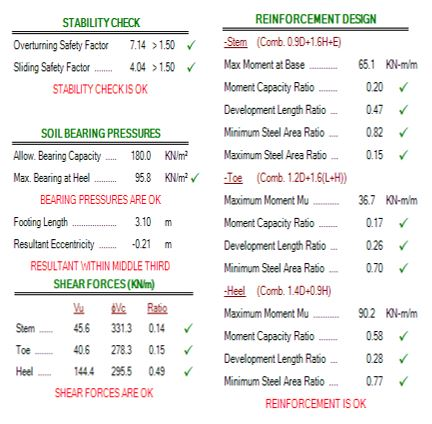 STABILITY CHECK
Overturning Safety Factor 7.14 > 1.50 ✓
Sliding Safety Factor ........ 4.04 > 1.50 ✓
STABILITY CHECK IS OK
SOIL BEARING PRESSURES
Allow. Bearing Capacity ..... 180.0 KN/m²
Max. Bearing at Heel .......... 95.8 KN/m² ✓
BEARING PRESSURES ARE OK
Footing Length ................... 3.10 m
Resultant Eccentricity ........ -0.21 m
RESULTANT WITHIN MIDDLE THIRD
SHEAR FORCES (KN/m)
Vu ϕVc Ratio
Stem ...... 45.6 331.3 0.14 ✓
Toe ........ 40.6 278.3 0.15 ✓
Heel ...... 144.4 295.5 0.49 ✓
SHEAR FORCES ARE OK
REINFORCEMENT DESIGN
-Stem (Comb. 0.9D+1.6H+E)
Max Moment at Base ............ 65.1 KN-m/m
Moment Capacity Ratio ........ 0.20 ✓
Development Length Ratio .... 0.47 ✓
Minimum Steel Area Ratio .... 0.82 ✓
Maximum Steel Area Ratio ... 0.15 ✓
-Toe (Comb. 1.2D+1.6(L+H))
Maximum Moment Mu ........... 36.7 KN-m/m
Moment Capacity Ratio ........ 0.17 ✓
Development Length Ratio ... 0.26 ✓
Minimum Steel Area Ratio .... 0.70 ✓
-Heel (Comb. 1.4D+0.9H)
Maximum Moment Mu ........... 90.2 KN-m/m
Moment Capacity Ratio ........ 0.58 ✓
Development Length Ratio ... 0.28 ✓
Minimum Steel Area Ratio .... 0.77 ✓
REINFORCEMENT IS OK